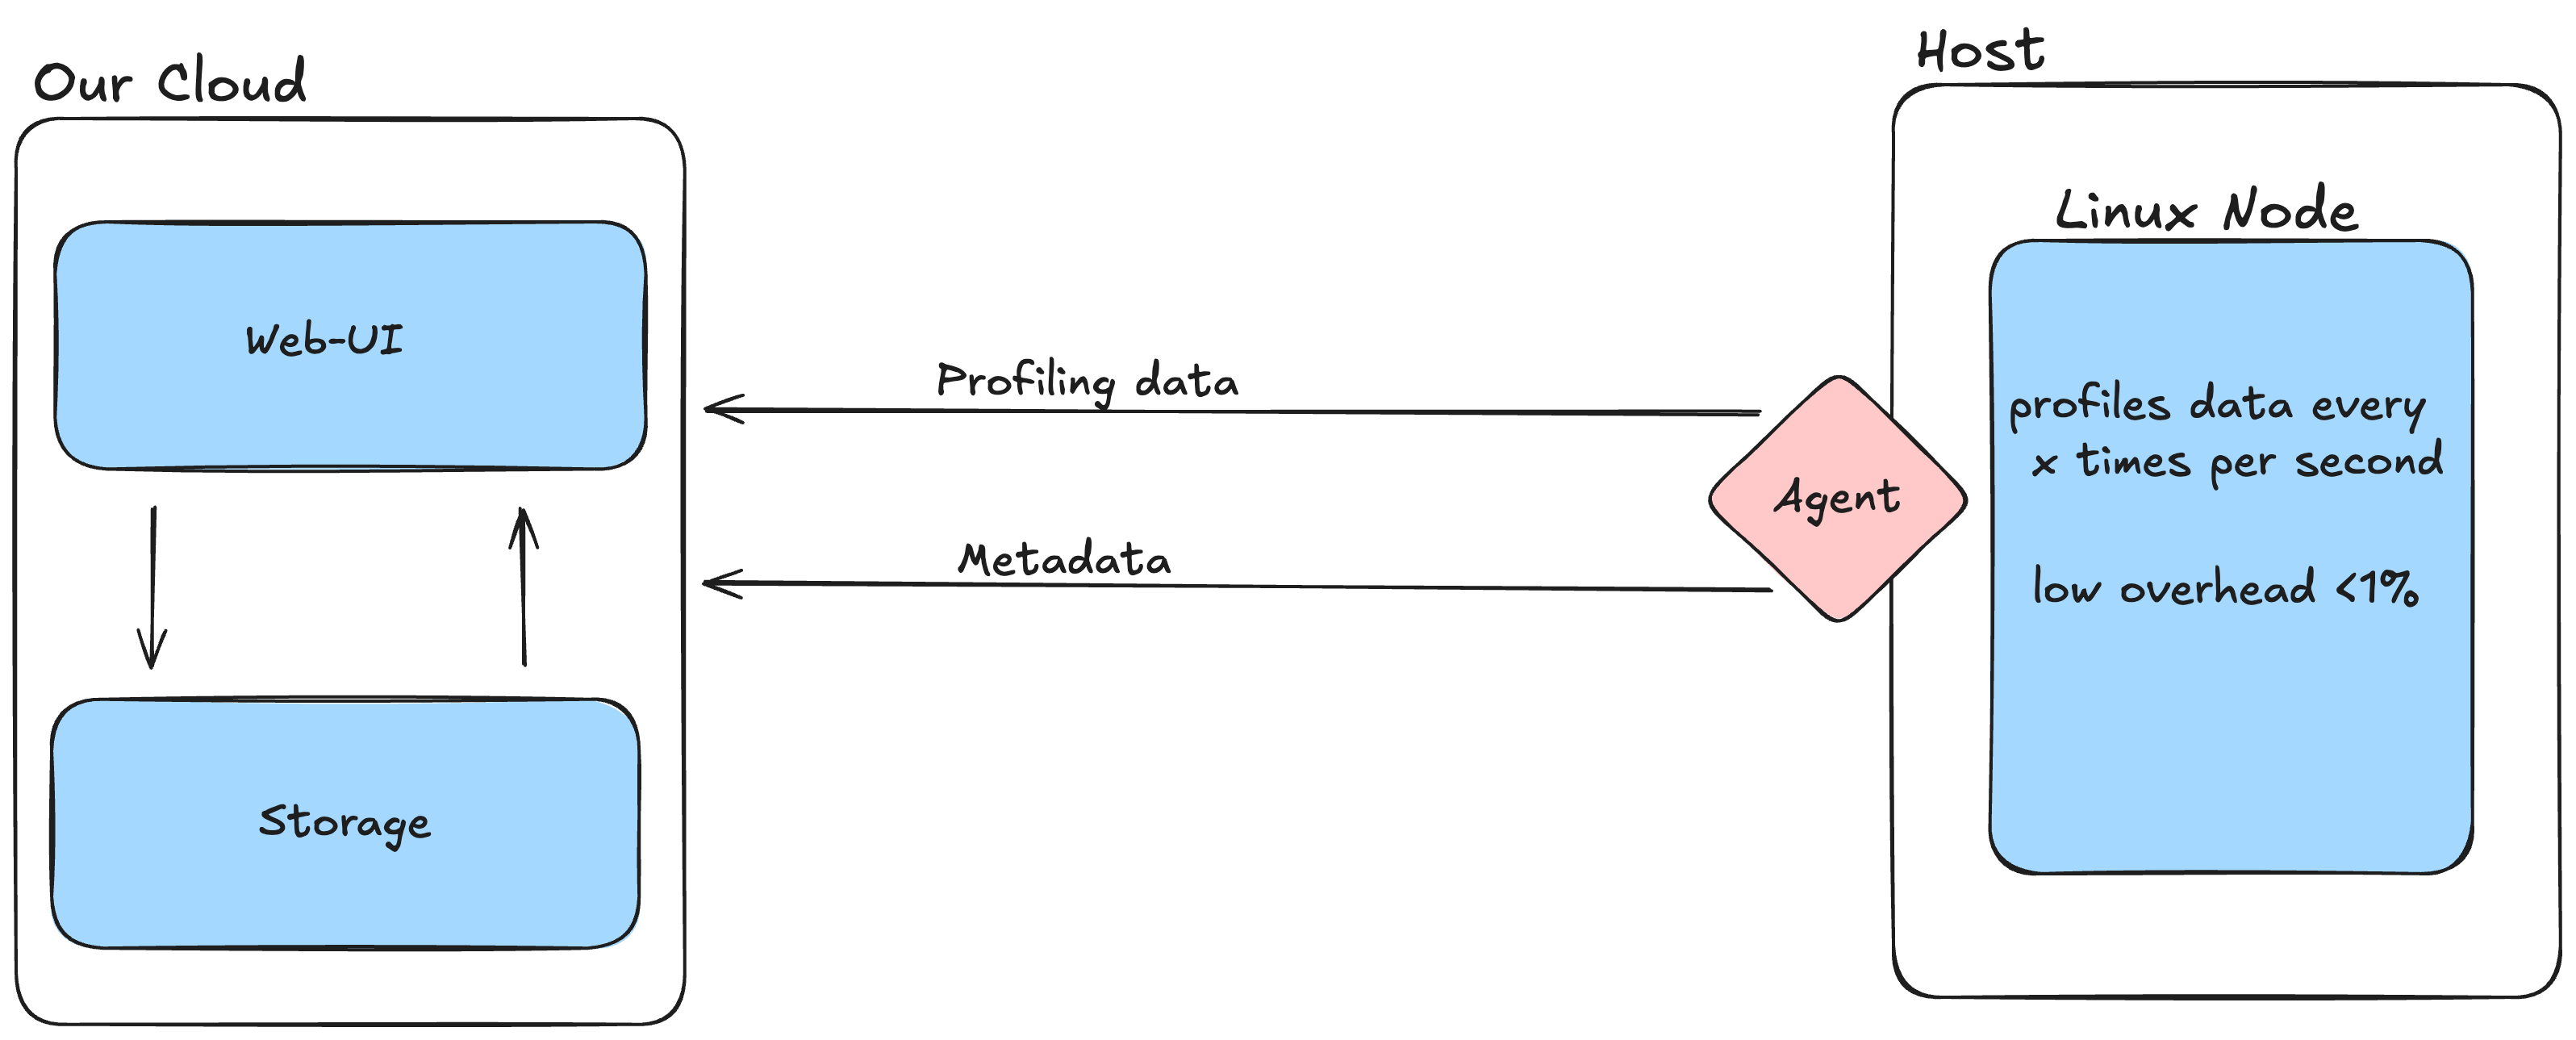 Our Cloud
Web-UI
Storage
Profiling data
Metadata
Agent
Host
Linux Node
profiles data every
x times per second
low overhead <1%